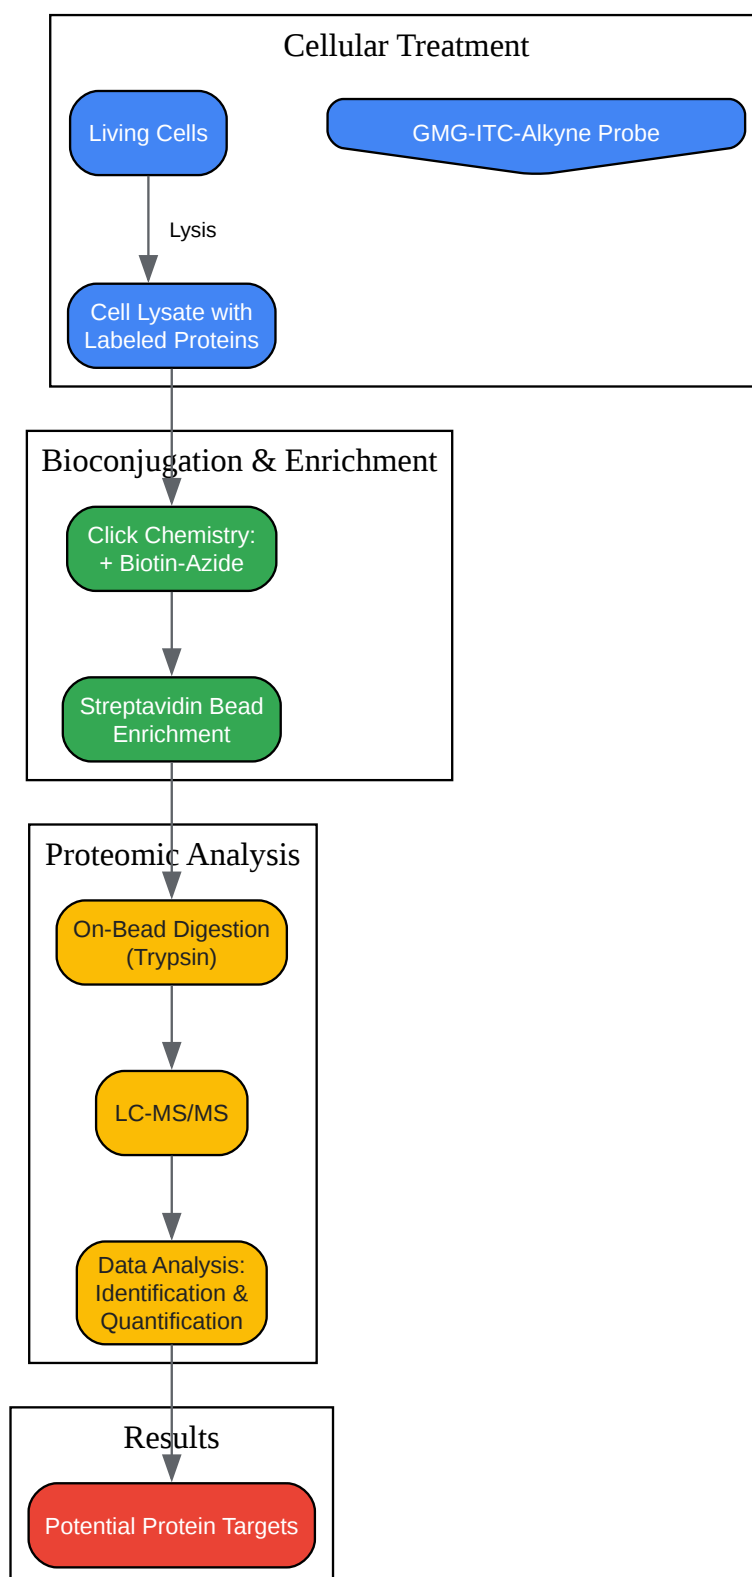 Cellular Treatment
Living Cells
GMG-ITC-Alkyne Probe
Lysis
Cell Lysate with
Labeled Proteins
Bioconjugation & Enrichment
Click Chemistry:
+ Biotin-Azide
Streptavidin Bead
Enrichment
Proteomic Analysis
On-Bead Digestion
(Trypsin)
LC-MS/MS
Data Analysis:
Identification &
Quantification
Results
Potential Protein Targets